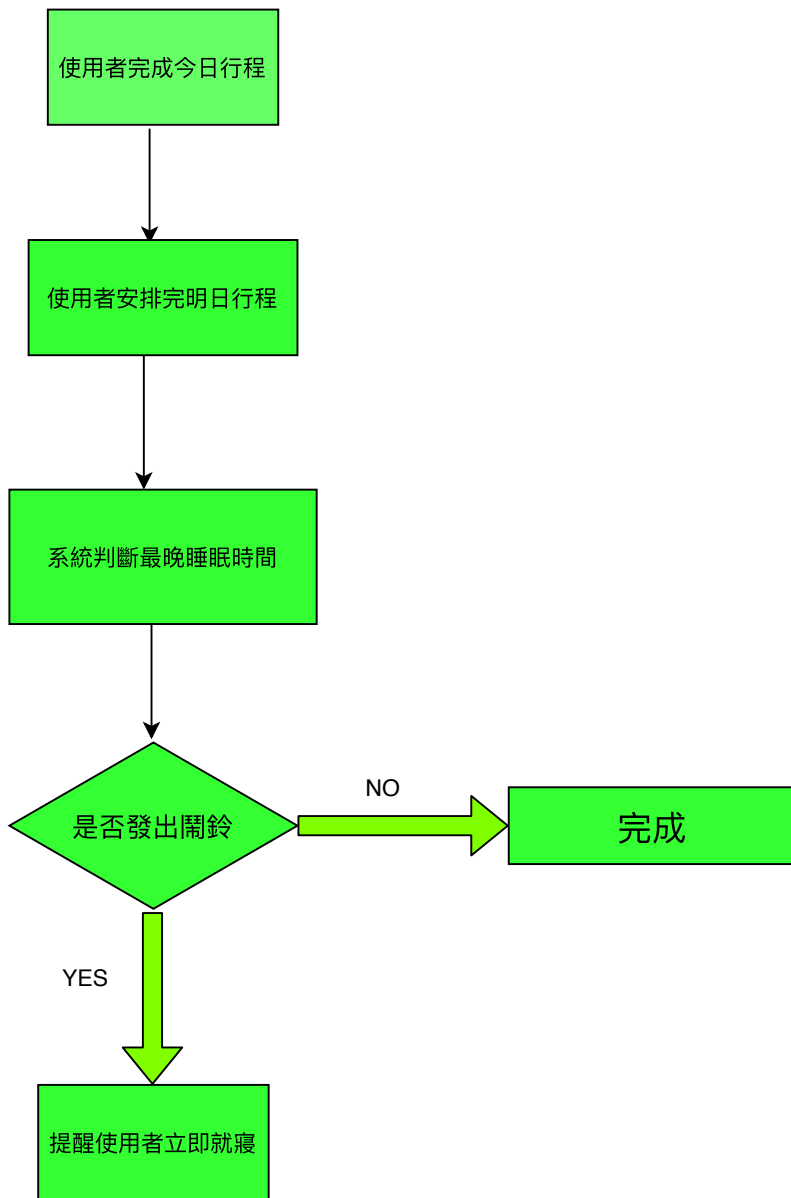 使用者完成今日行程
使用者安排完明日行程
系統判斷最晚睡眠時間
是否發出鬧鈴
NO
完成
YES
提醒使用者立即就寢